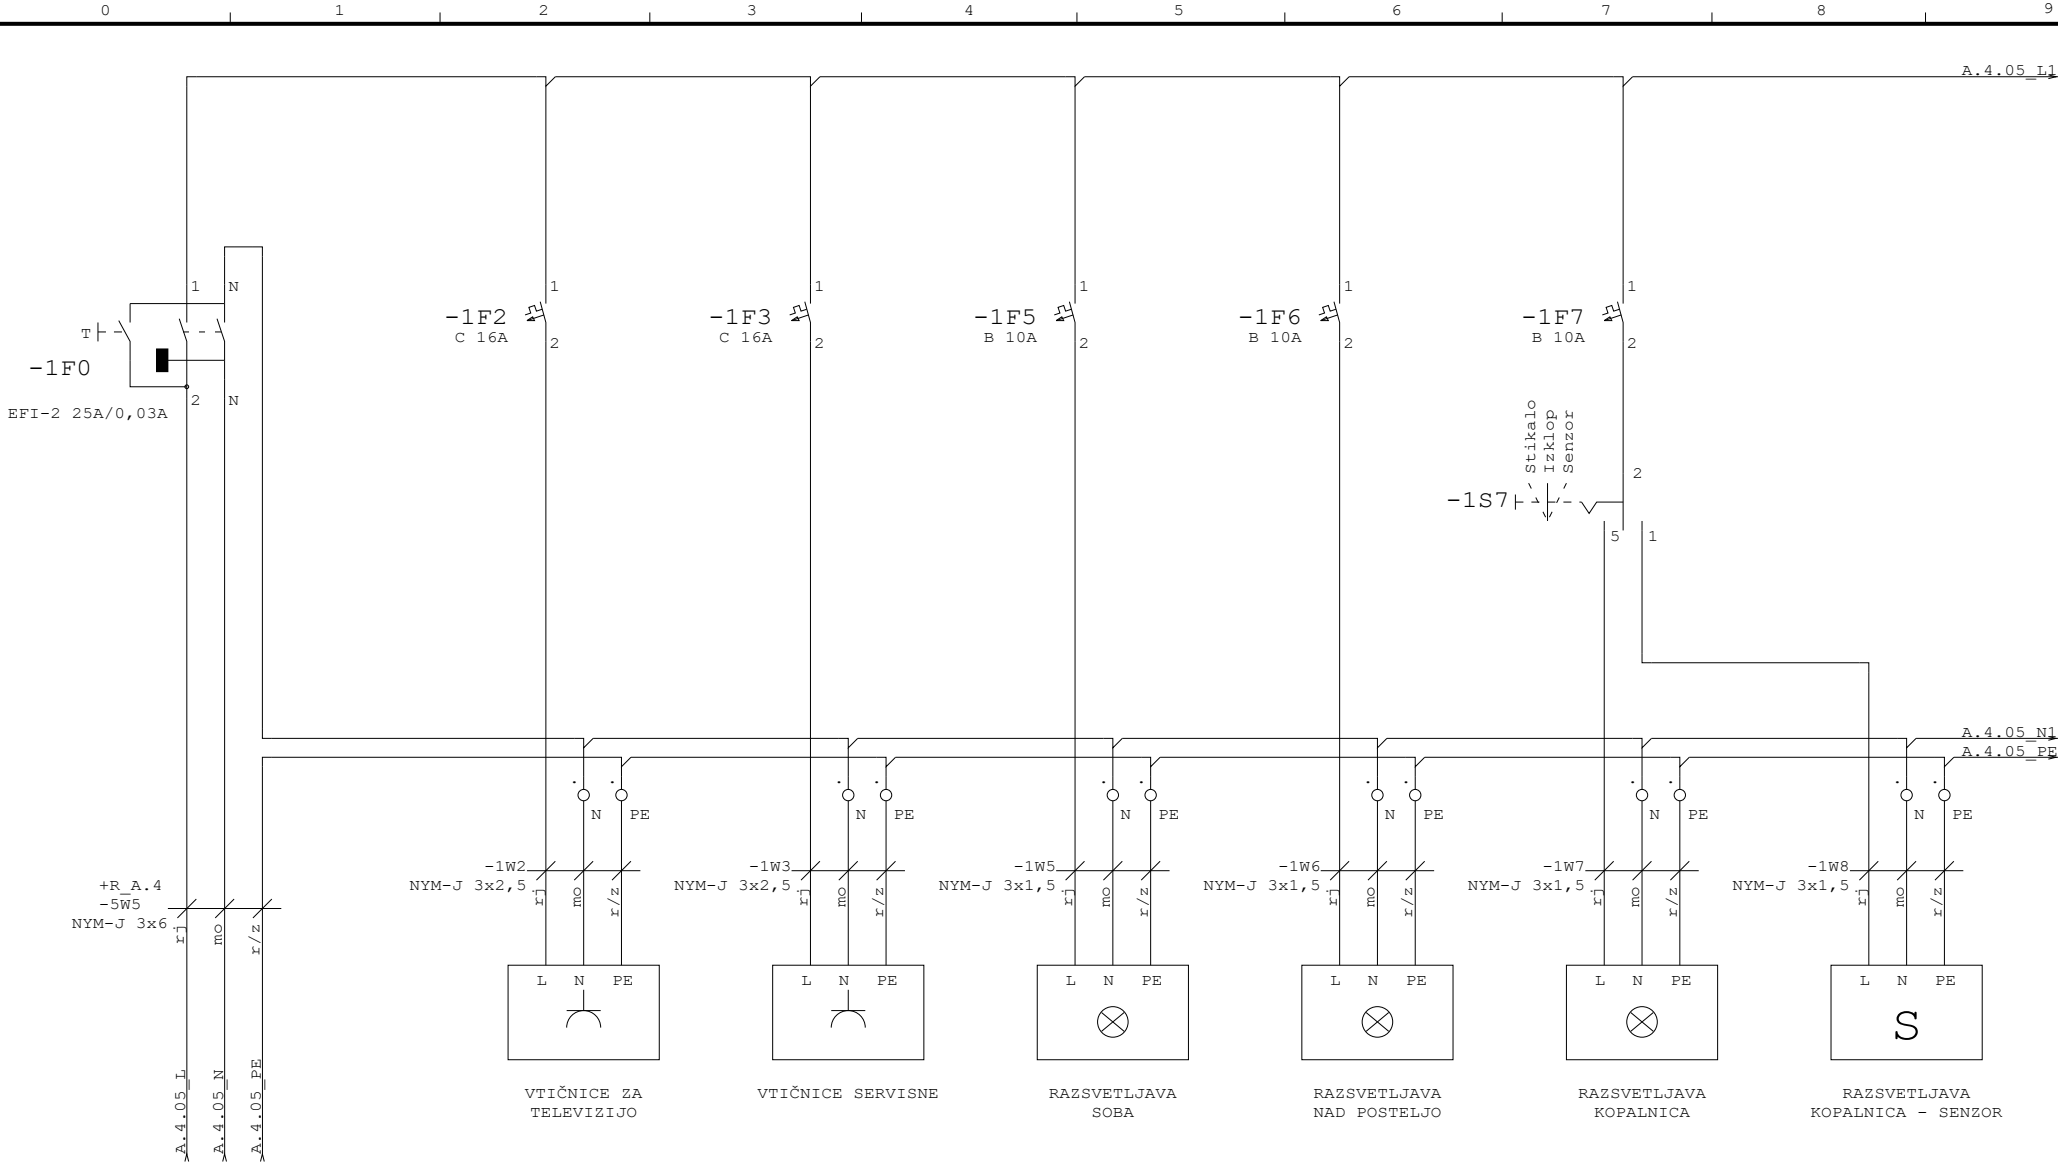 0 1 2 3 4 5 6 7 8 9
A.4.05_L1
1 N 1 1 1 1 1
T
-1F0
2 N
EFI-2 25A/0,03A
-1F2
C 16A
2
-1F3
C 16A
2
-1F5
B 10A
2
-1F6
B 10A
2
-1F7
B 10A
2
Stikalo
Izklop
Senzor
2
-1S7
5 1
A.4.05_N1
A.4.05_PE
N PE N PE N PE N PE N PE N PE
+R_A.4
-5W5
NYM-J 3x6
rj mo r/z
-1W2
NYM-J 3x2,5
rj mo r/z
-1W3
NYM-J 3x2,5
rj mo r/z
-1W5
NYM-J 3x1,5
rj mo r/z
-1W6
NYM-J 3x1,5
rj mo r/z
-1W7
NYM-J 3x1,5
rj mo r/z
-1W8
NYM-J 3x1,5
rj mo r/z
L N PE L N PE L N PE L N PE L N PE L N PE
S
A.4.05_L
A.4.05_N
A.4.05_PE
VTIČNICE ZA
TELEVIZIJO
VTIČNICE SERVISNE
RAZSVETLJAVA
SOBA
RAZSVETLJAVA
NAD POSTELJO
RAZSVETLJAVA
KOPALNICA
RAZSVETLJAVA
KOPALNICA - SENZOR